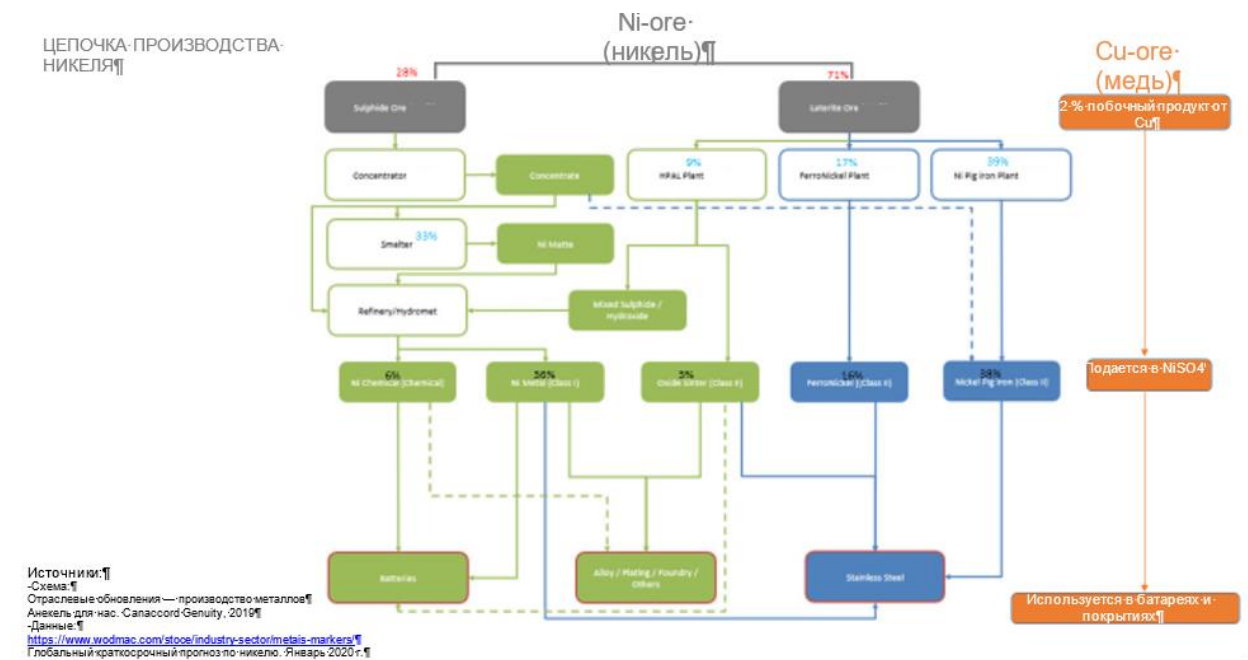 Ni-ore·
(никель)¶
ЦЕПОЧКА·ПРОИЗВОДСТВА·
НИКЕЛЯ¶
Cu-ore·
(медь)¶
28%
71%
Sulphide Ore
Laterite Ore
2·%·побочный·продукт·от
Cu¶
Concentrator
Concentrate
9%
HPAL Plant
17%
FerroNickel Plant
39%
Ni Pig Iron Plant
Smelter 33%
Ni Matte
Refinery/Hydromet
Mixed Sulphide /
Hydroxide
6%
Ni Chemical (Chemical)
Ni Metal (Class I)
5%
Oxide Sinter (Class II)
16%
FerroNickel (Class II)
38%
Nickel Pig Iron (Class II)
Подается·в·NiSO4
Batteries
Alloy / Plating / Foundry /
Others
Stainless Steel
Используется·в·батареях·и·
покрытиях¶
Источники:¶
-Схема:¶
Отраслевые·обновления·—·производство·металлов¶
Анекель·для·нас.·Canaccord·Genuity,·2019¶
-Данные:¶
https://www.wodmac.com/stoce/industry-sector/metais-markers/¶
Глобальный·краткосрочный·прогноз·по·никелю.·Январь·2020·г.¶